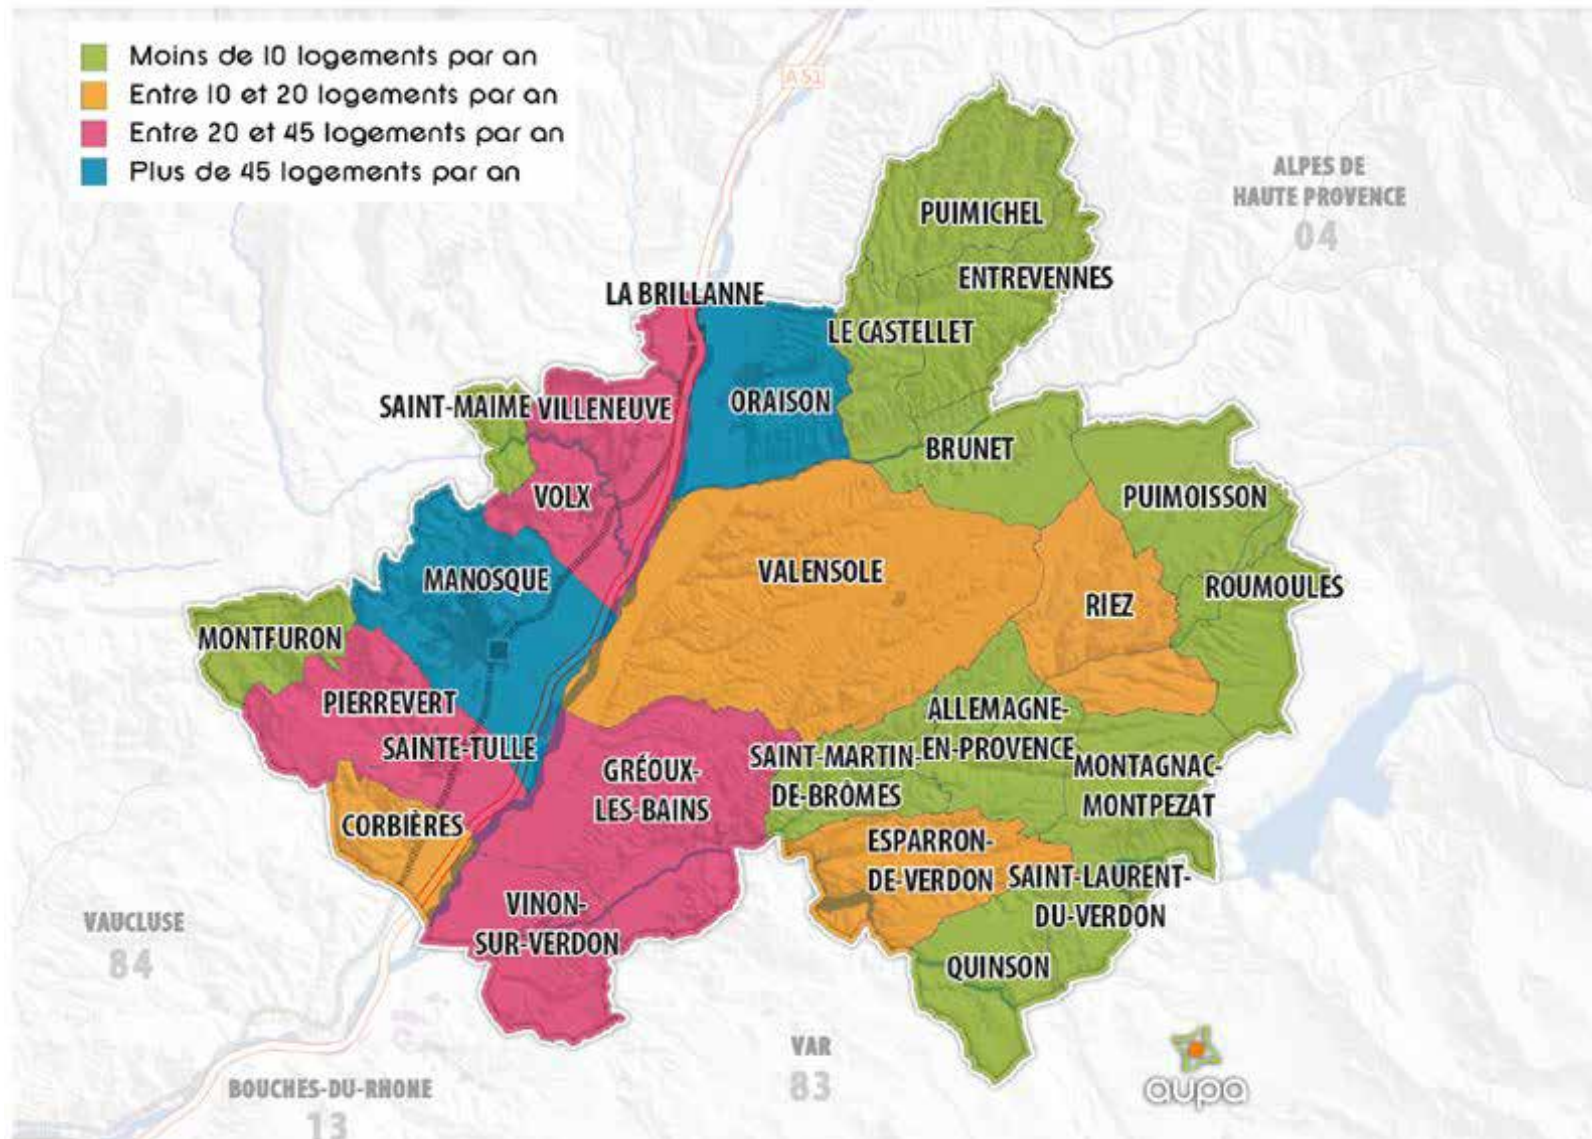 Moins de 10 logements par an
Entre 10 et 20 logements par an
Entre 20 et 45 logements par an
Plus de 45 logements par an
A 51
ALPES DE
HAUTE PROVENCE
04
PUIMICHEL
ENTREVENNES
LA BRILLANNE
LE CASTELLET
ORAISON
SAINT-MAIME
VILLENEUVE
BRUNET
VOLX
PUIMOISSON
MANOSQUE
VALENSOLE
RIEZ
ROUMOULES
MONTFURON
PIERREVERT
SAINTE-TULLE
GRÉOUX-
LES-BAINS
SAINT-MARTIN-
DE-BRÔMES
ALLEMAGNE-
EN-PROVENCE
MONTAGNAC-
MONTPEZAT
CORBIÈRES
ESPARRON-
DE-VERDON
SAINT-LAURENT-
DU-VERDON
VINON-
SUR-VERDON
QUINSON
VAUCLUSE
84
VAR
83
BOUCHES-DU-RHONE
13
aupa